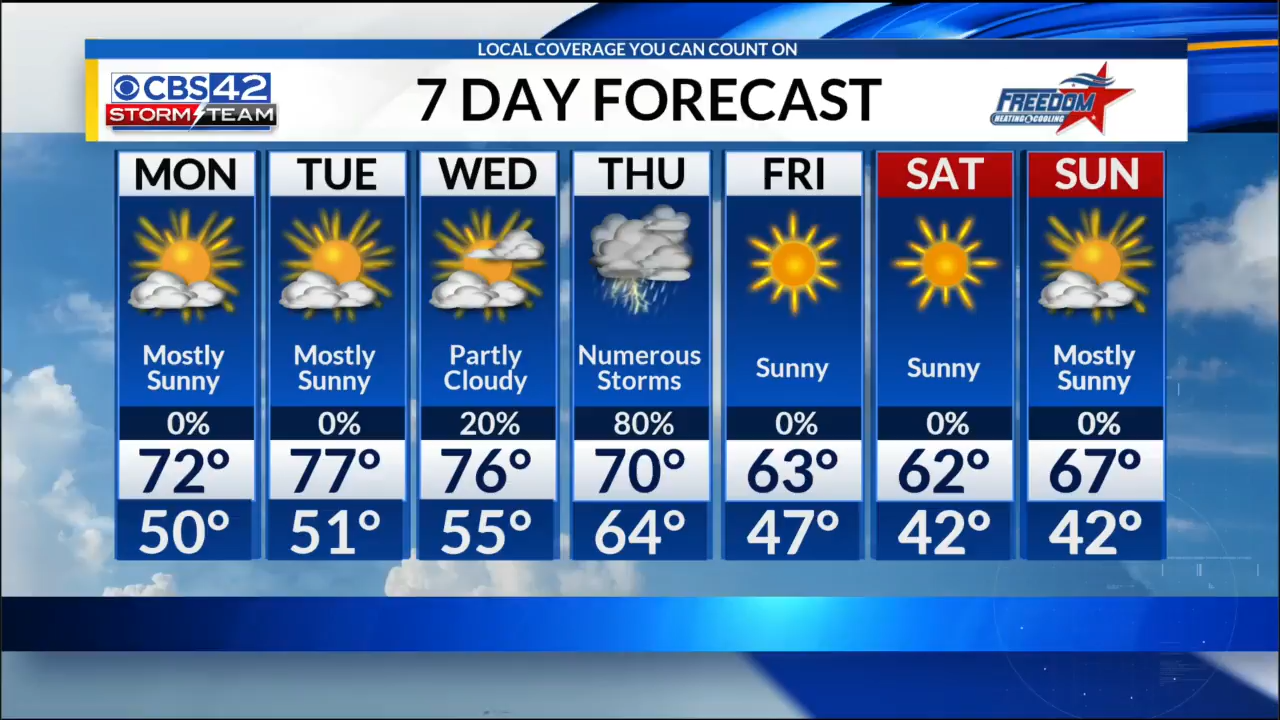 LOCAL COVERAGE YOU CAN COUNT ON
CBS 42
STORM TEAM
7 DAY FORECAST
FREEDOM
HEATING & COOLING
MON TUE WED THU FRI SAT SUN
Mostly Sunny Mostly Sunny Partly Cloudy Numerous Storms Sunny Sunny Mostly Sunny
0% 0% 20% 80% 0% 0% 0%
72° 77° 76° 70° 63° 62° 67°
50° 51° 55° 64° 47° 42° 42°